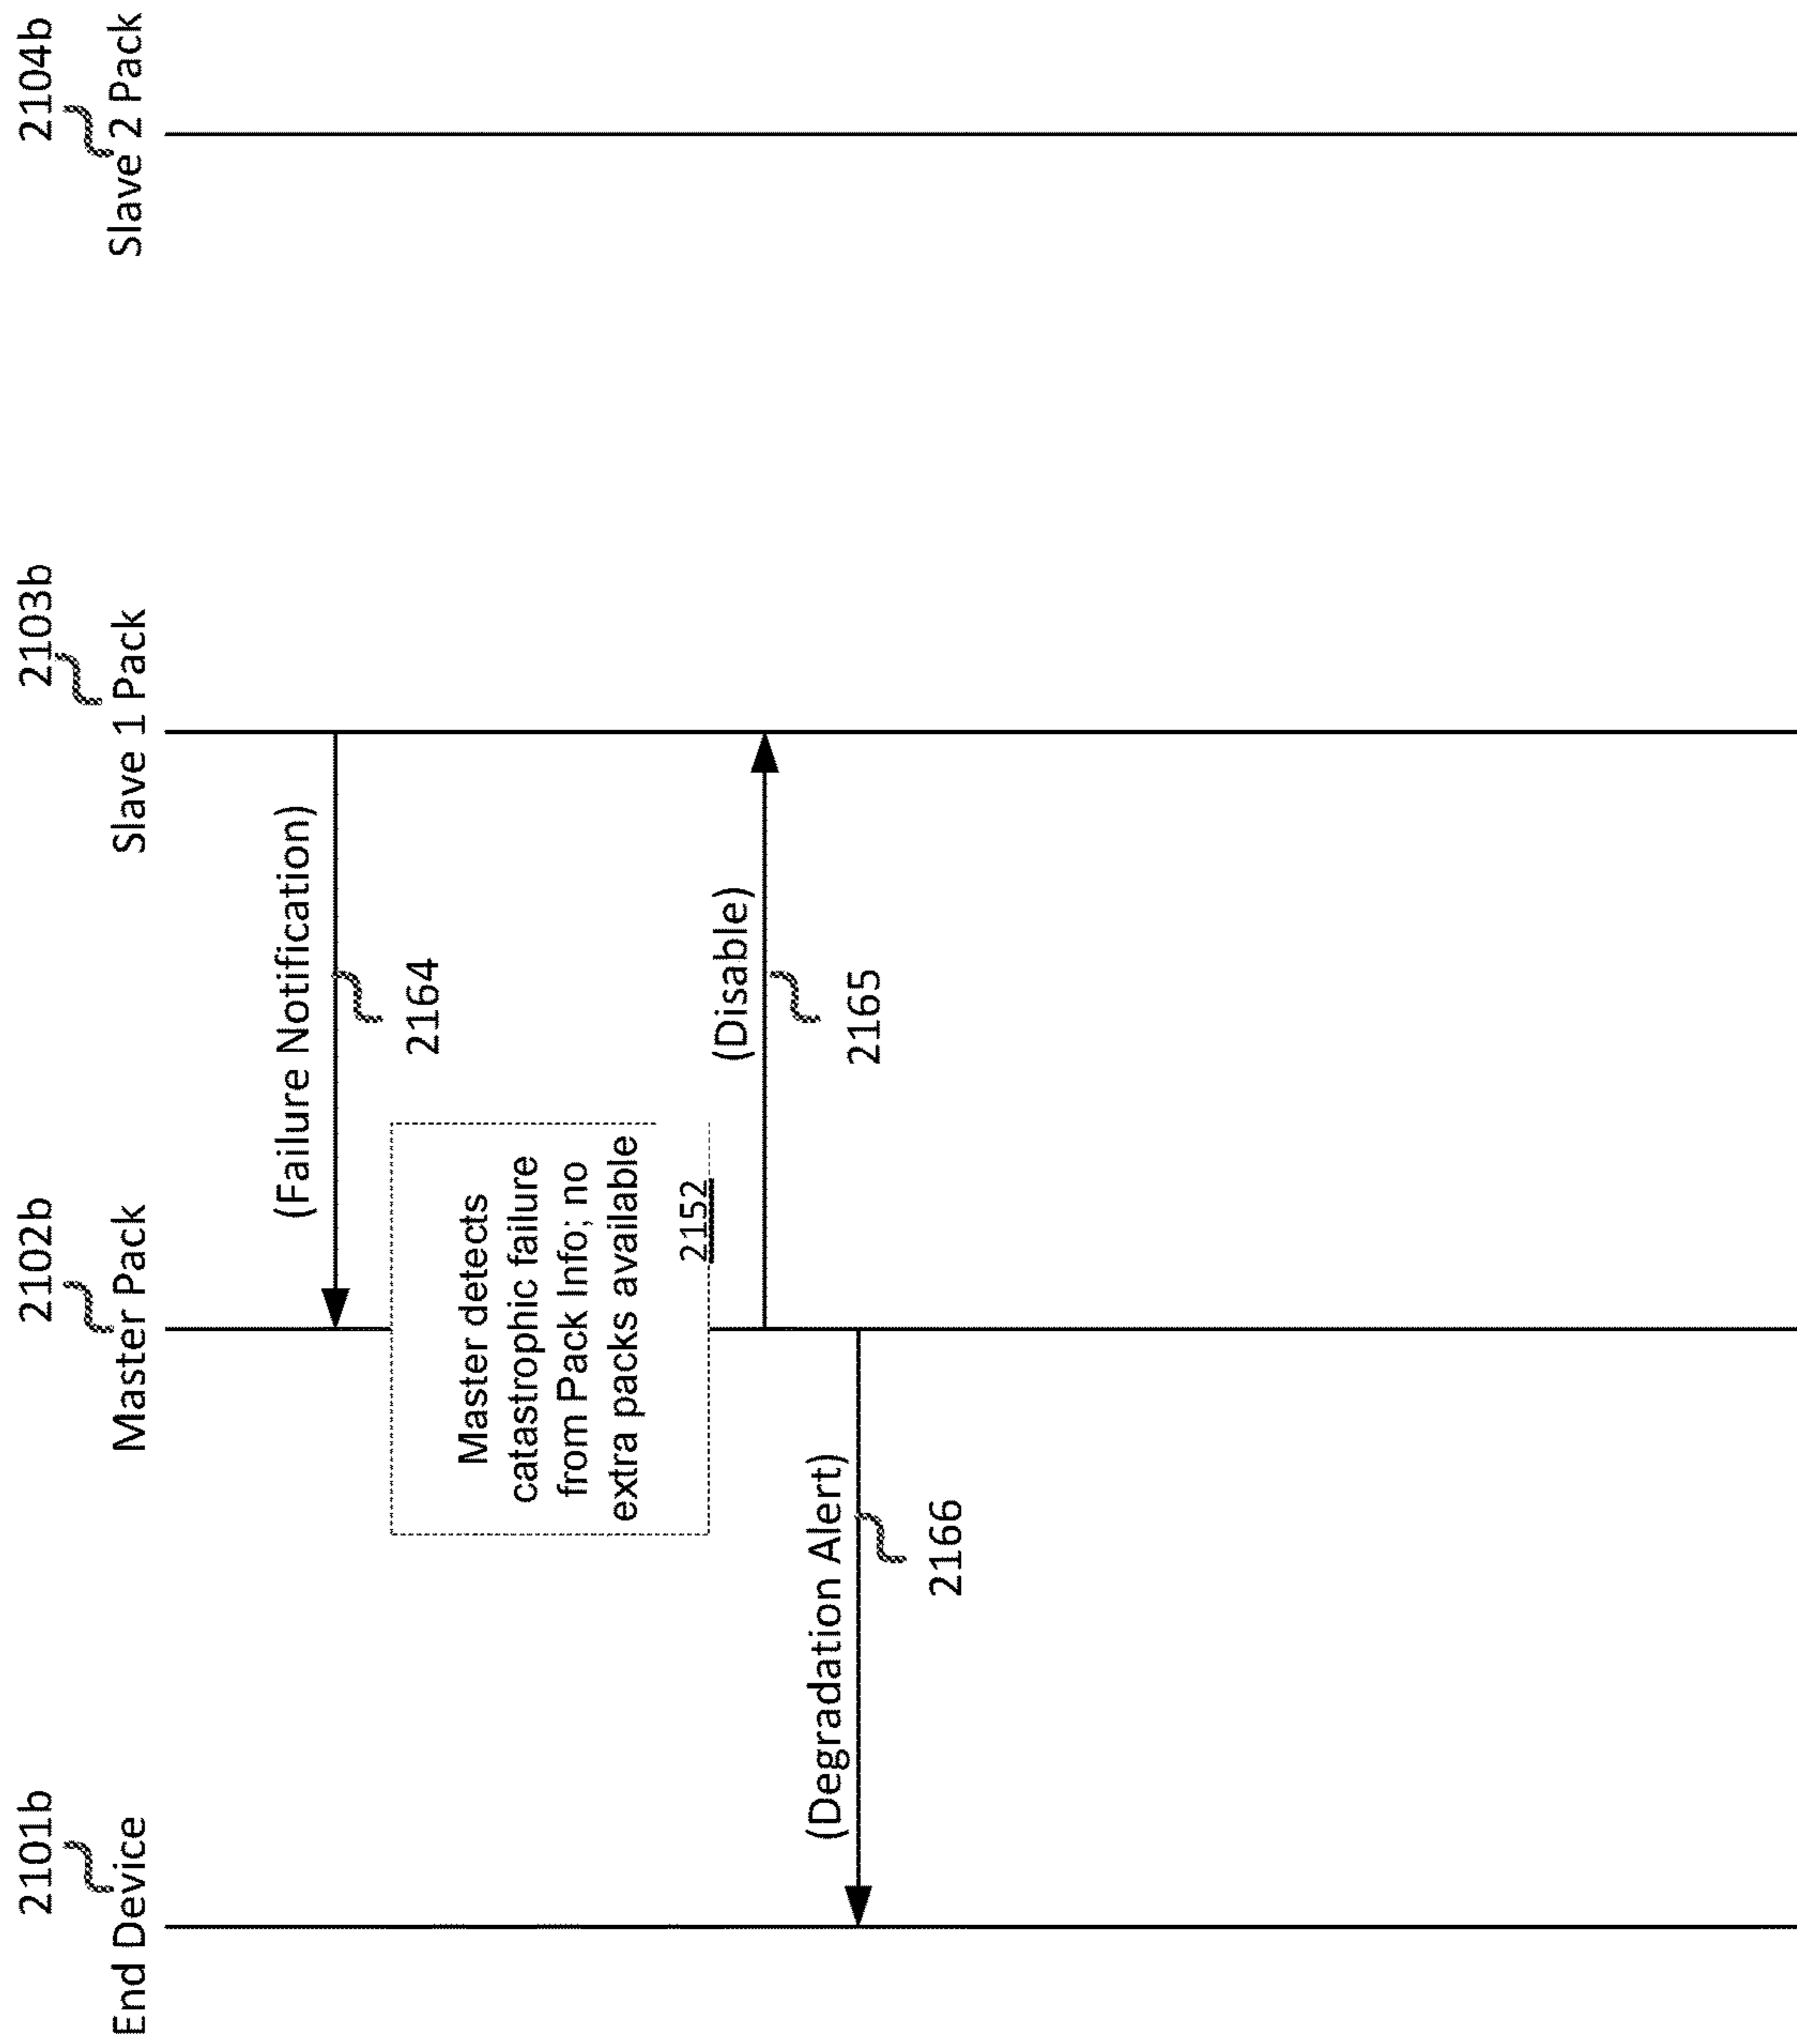 2101b
2102b
2103b
2104b
End Device
Master Pack
Slave 1 Pack
Slave 2 Pack
(Failure Notification)
2164
Master detects
catastrophic failure
from Pack Info; no
extra packs available
2152
(Disable)
2165
(Degradation Alert)
2166